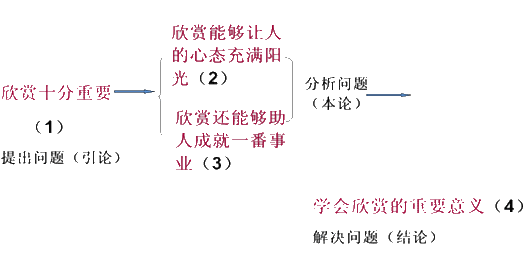 欣赏十分重要
（1）
提出问题（引论）
欣赏能够让人
的心态充满阳
光（2）
欣赏还能够助
人成就一番事
业（3）
分析问题
（本论）
学会欣赏的重要意义（4）
解决问题（结论）